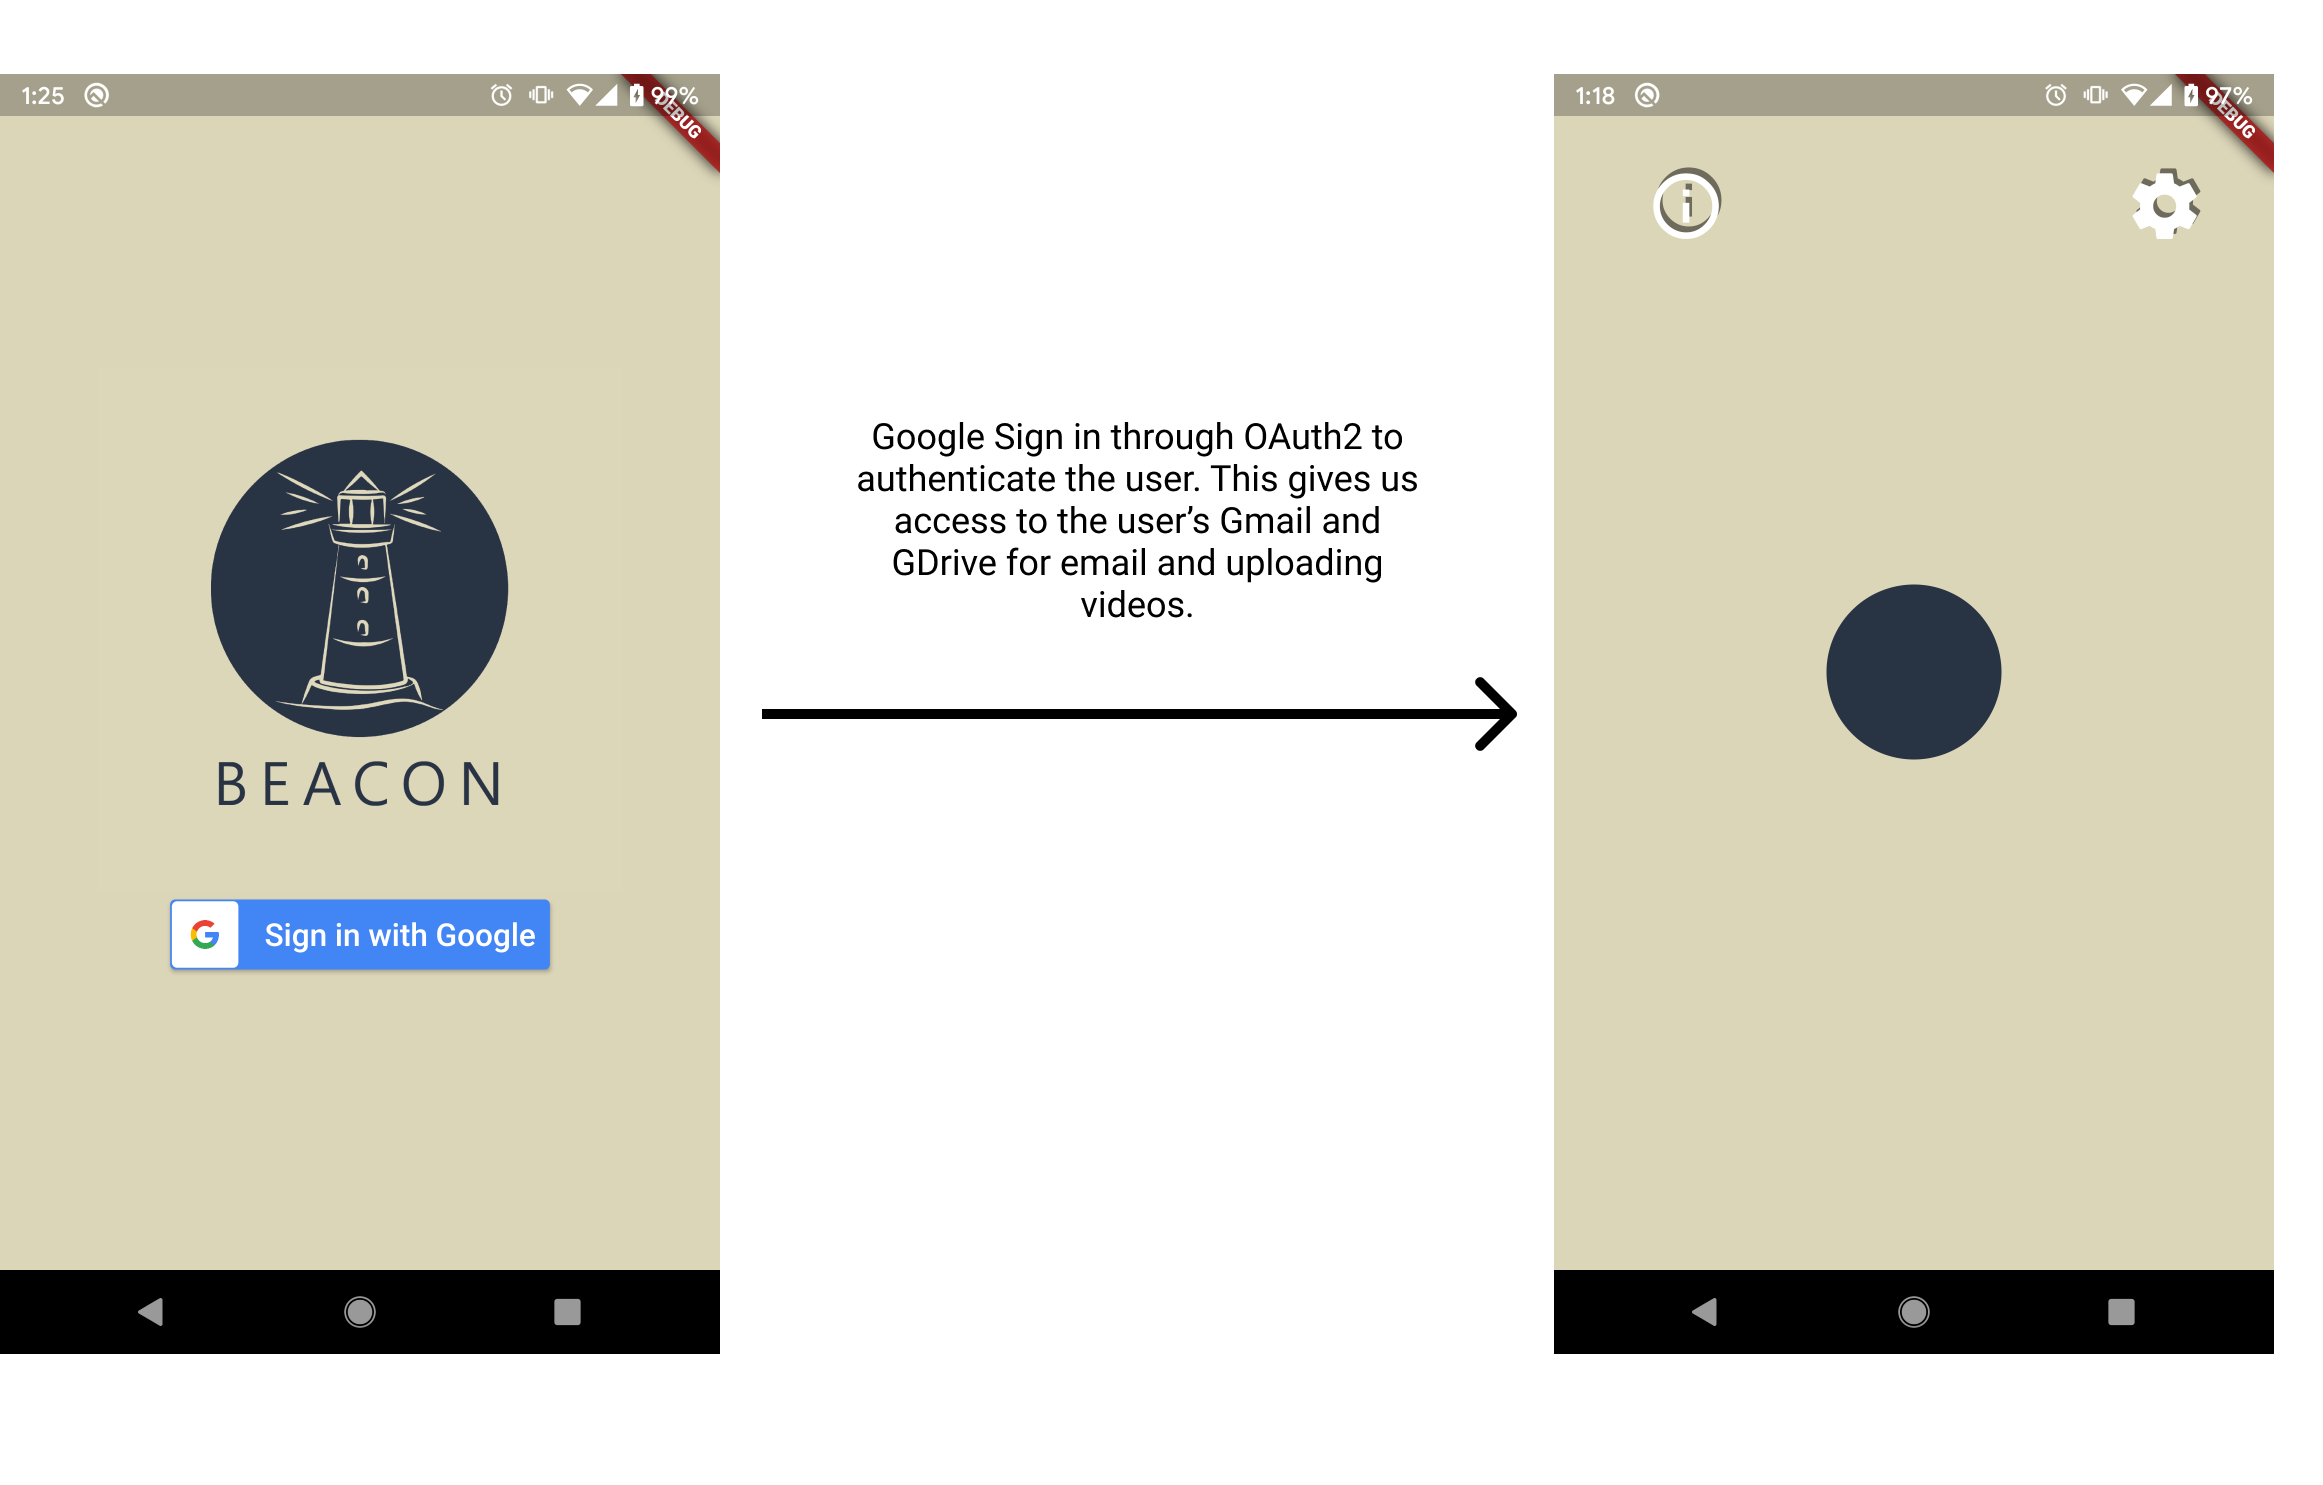 1:25
99%
DEBUG
BEACON
Sign in with Google
Google Sign in through OAuth2 to
authenticate the user. This gives us
access to the user’s Gmail and
GDrive for email and uploading
videos.
1:18
97%
DEBUG